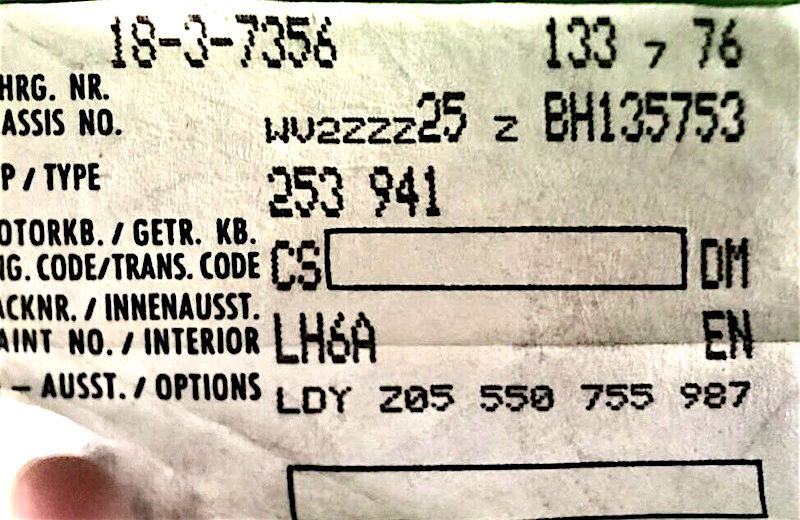 18-3-7356 133 7 76
HRG. NR.
ASSIS NO. WV2ZZZ25 Z BH135753
P / TYPE 253 941
OTORKB. / GETR. KB.
NG. CODE/TRANS. CODE CS DM
ACKNR. / INNENAUSST.
AINT NO. / INTERIOR LH6A EN
– AUSST. / OPTIONS LDY Z05 550 755 987